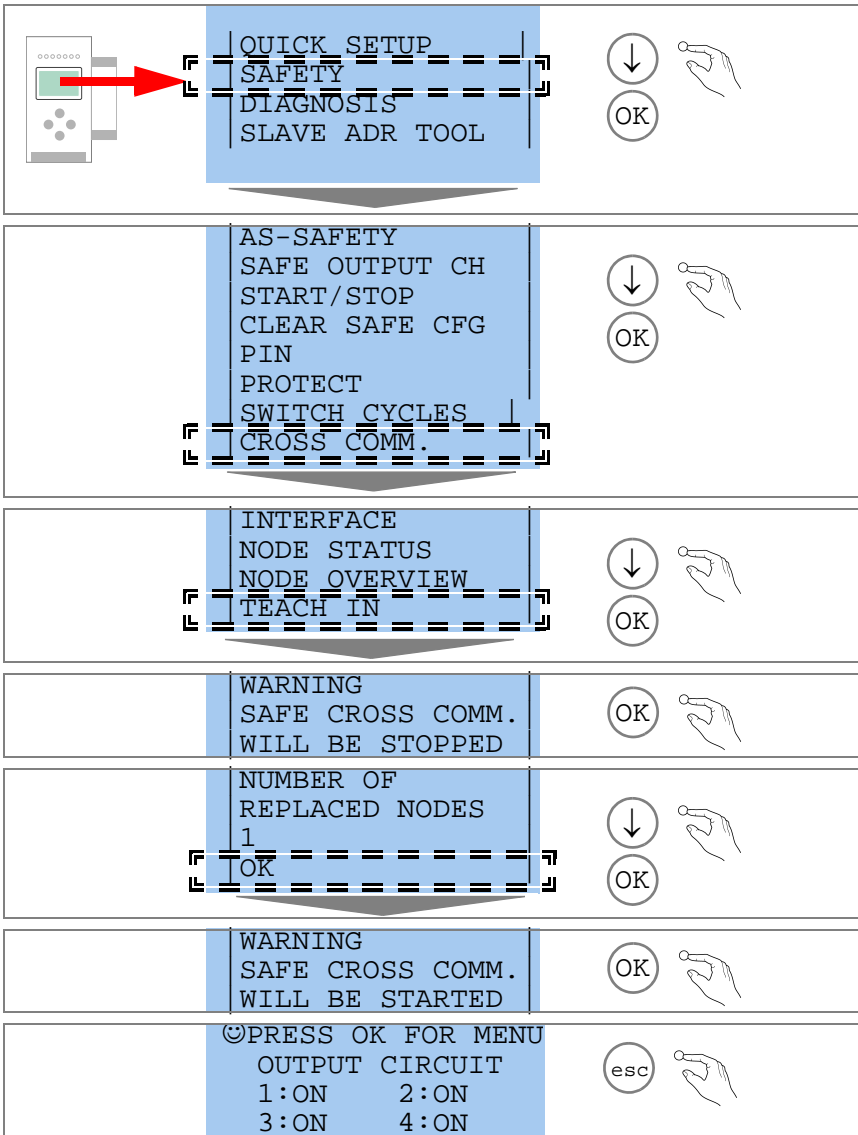 QUICK SETUP
SAFETY
DIAGNOSIS
SLAVE ADR TOOL
↓
OK
AS-SAFETY
SAFE OUTPUT CH
START/STOP
CLEAR SAFE CFG
PIN
PROTECT
SWITCH CYCLES
CROSS COMM.
↓
OK
INTERFACE
NODE STATUS
NODE OVERVIEW
TEACH IN
↓
OK
WARNING
SAFE CROSS COMM.
WILL BE STOPPED
OK
NUMBER OF
REPLACED NODES
1
OK
↓
OK
WARNING
SAFE CROSS COMM.
WILL BE STARTED
OK
☺PRESS OK FOR MENU
OUTPUT CIRCUIT
1:ON 2:ON
3:ON 4:ON
esc